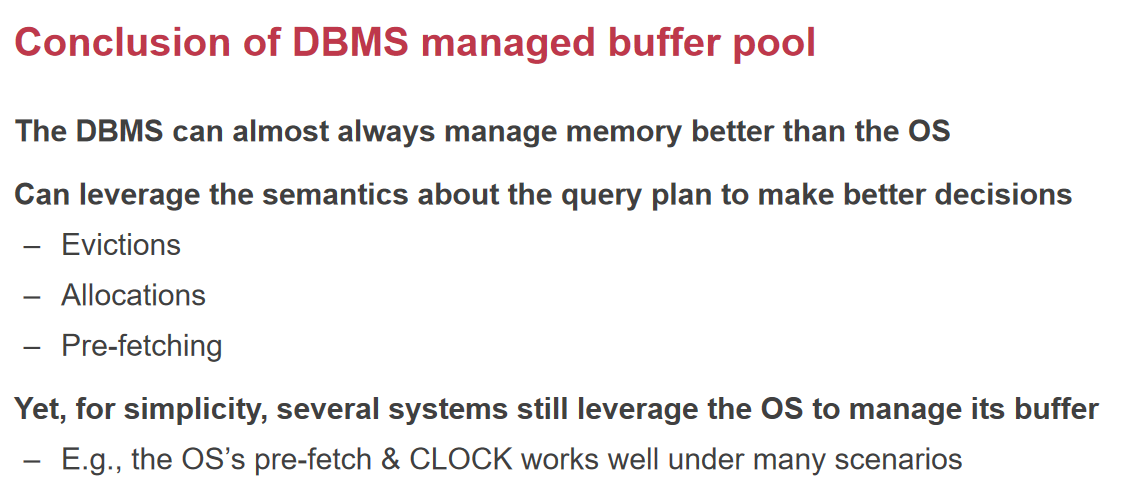 Conclusion of DBMS managed buffer pool
The DBMS can almost always manage memory better than the OS
Can leverage the semantics about the query plan to make better decisions
– Evictions
– Allocations
– Pre-fetching
Yet, for simplicity, several systems still leverage the OS to manage its buffer
– E.g., the OS’s pre-fetch & CLOCK works well under many scenarios